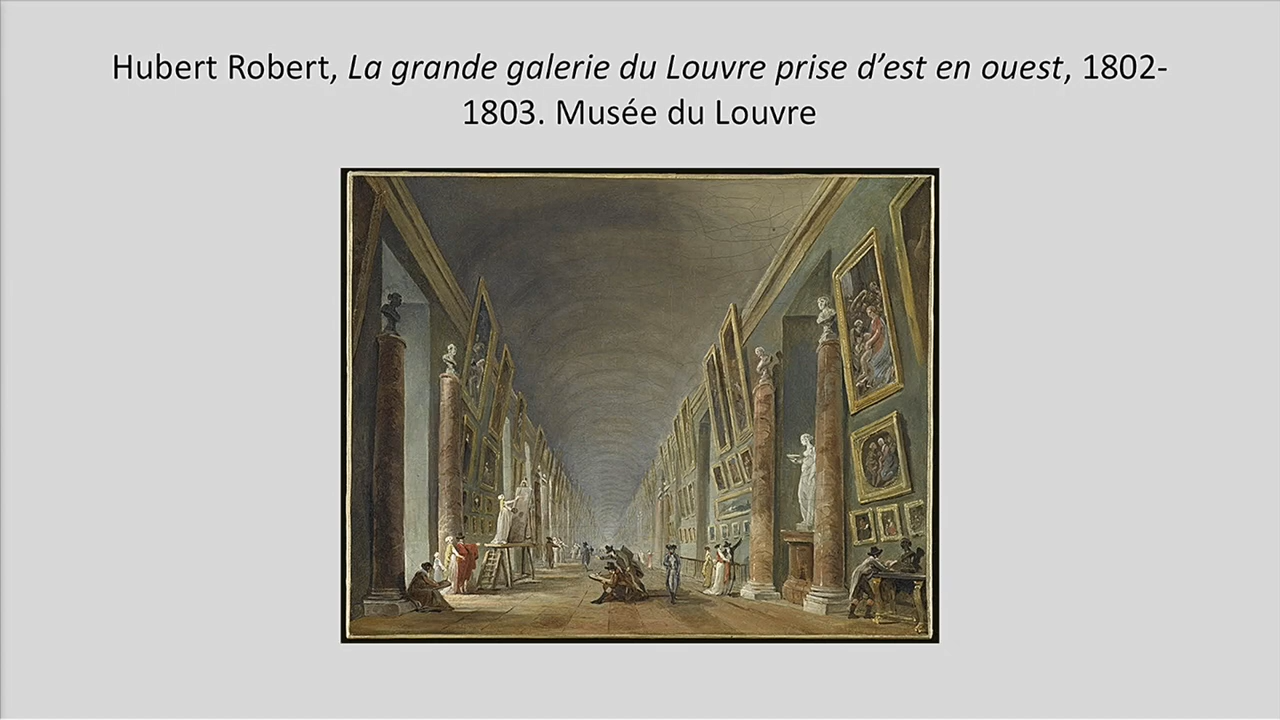 Hubert Robert, La grande galerie du Louvre prise d’est en ouest, 1802-
1803. Musée du Louvre